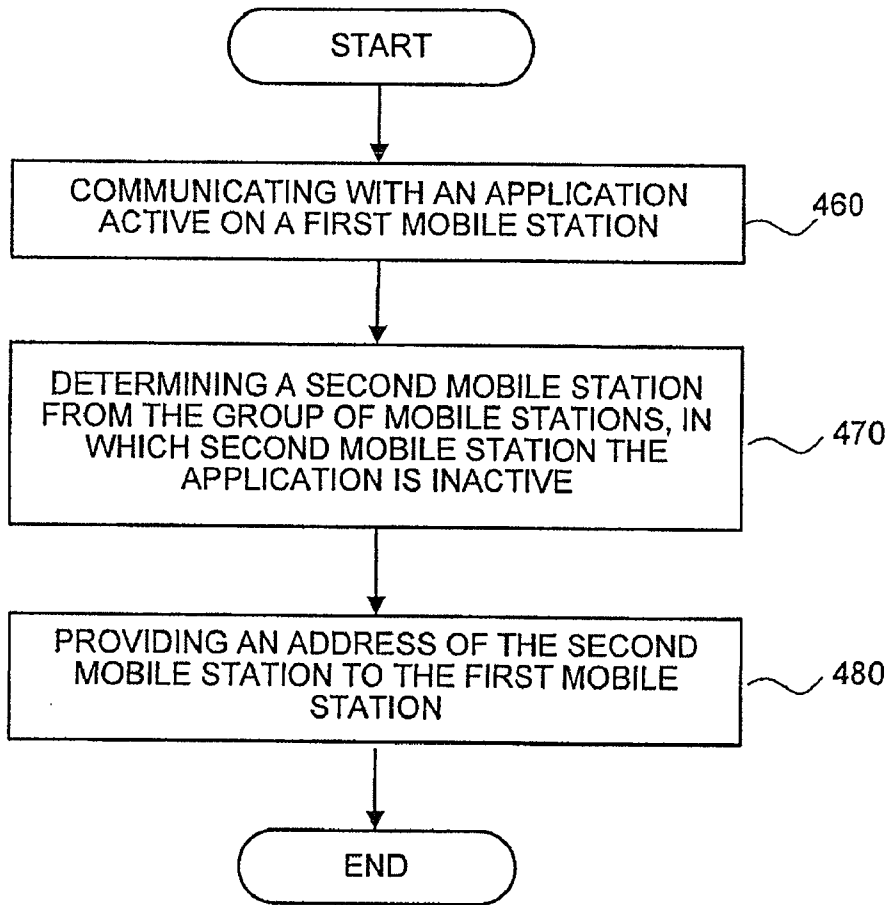 START
COMMUNICATING WITH AN APPLICATION
ACTIVE ON A FIRST MOBILE STATION
460
DETERMINING A SECOND MOBILE STATION
FROM THE GROUP OF MOBILE STATIONS, IN
WHICH SECOND MOBILE STATION THE
APPLICATION IS INACTIVE
470
PROVIDING AN ADDRESS OF THE SECOND
MOBILE STATION TO THE FIRST MOBILE
STATION
480
END